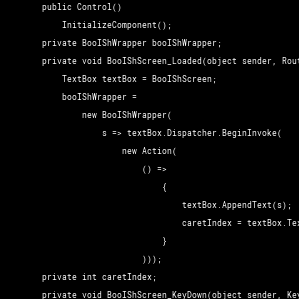 public Control()
InitializeComponent();
private BooIShWrapper booIShWrapper;
private void BooIShScreen_Loaded(object sender, Rout
TextBox textBox = BooIShScreen;
booIShWrapper =
new BooIShWrapper(
s => textBox.Dispatcher.BeginInvoke(
new Action(
() =>
{
textBox.AppendText(s);
caretIndex = textBox.Tex
}
)));
private int caretIndex;
private void BooIShScreen_KeyDown(object sender, Key